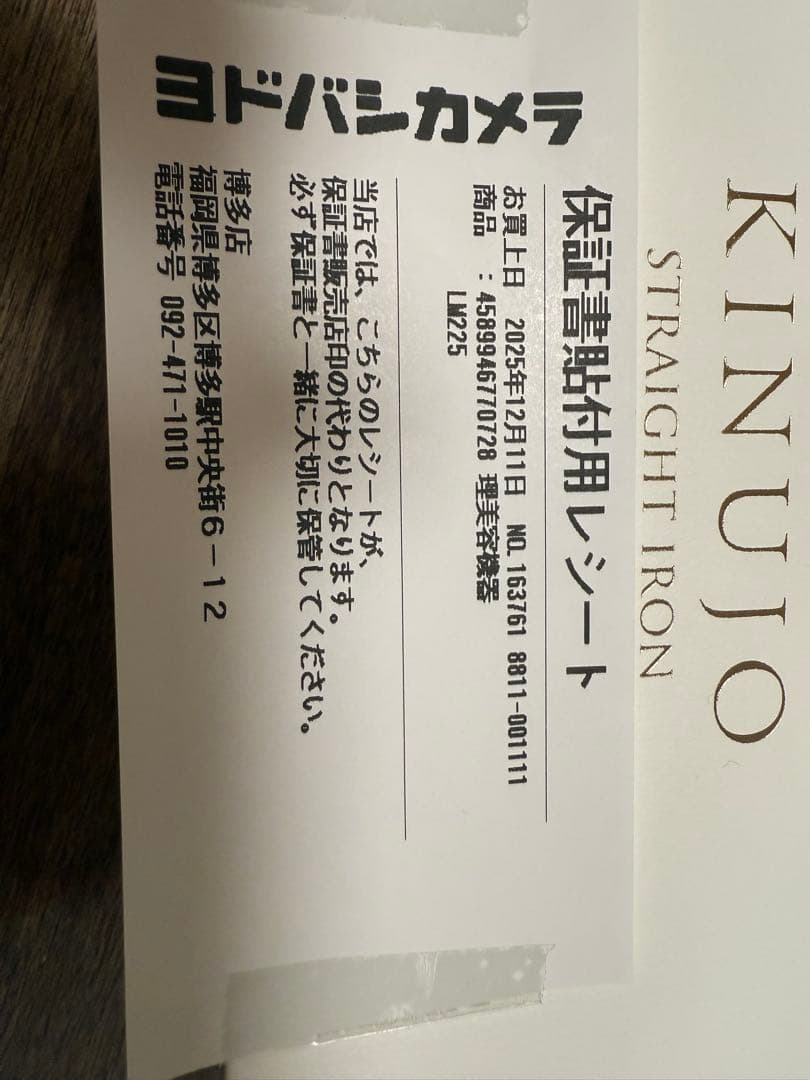 KINUJO
STRAIGHT IRON
ヨドバシカメラ
保証書貼付用レシート
お買上日 2025年12月11日 NO.163761 8811-001111
商品 :4589946770728 理美容機器
LM225
当店では、こちらのレシートが、
保証書販売店印の代わりとなります。
必ず保証書と一緒に大切に保管してください。
博多店
福岡県博多区博多駅中央街6-12
電話番号 092-471-1010